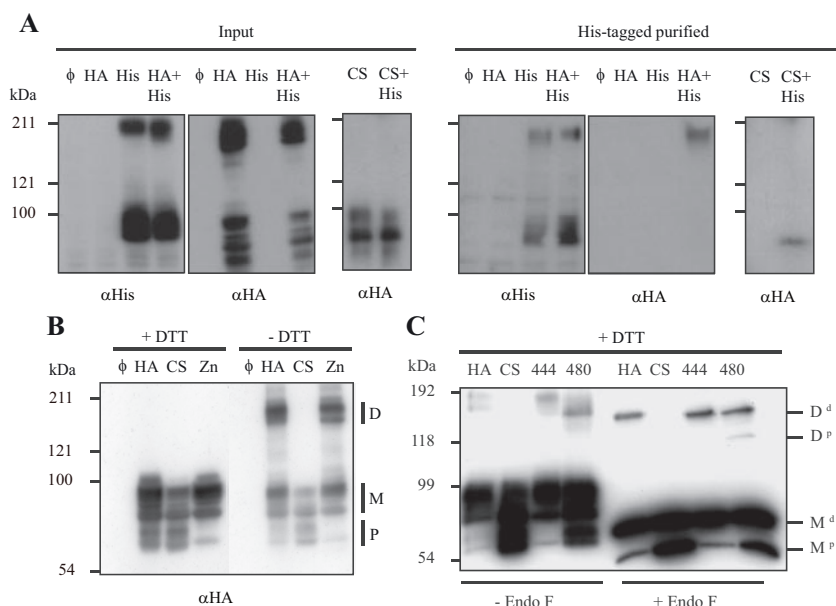 A
Input
His-tagged purified
ϕ HA His HA+ His
ϕ HA His HA+ His
CS CS+ His
ϕ HA His HA+ His
ϕ HA His HA+ His
CS CS+ His
kDa
211
121
100
αHis
αHA
αHA
αHis
αHA
αHA
B
+ DTT
- DTT
kDa
ϕ HA CS Zn
ϕ HA CS Zn
211
121
100
54
D
M
P
αHA
C
+ DTT
kDa
HA CS 444 480
HA CS 444 480
192
118
99
54
D d
D p
M d
M p
- Endo F
+ Endo F